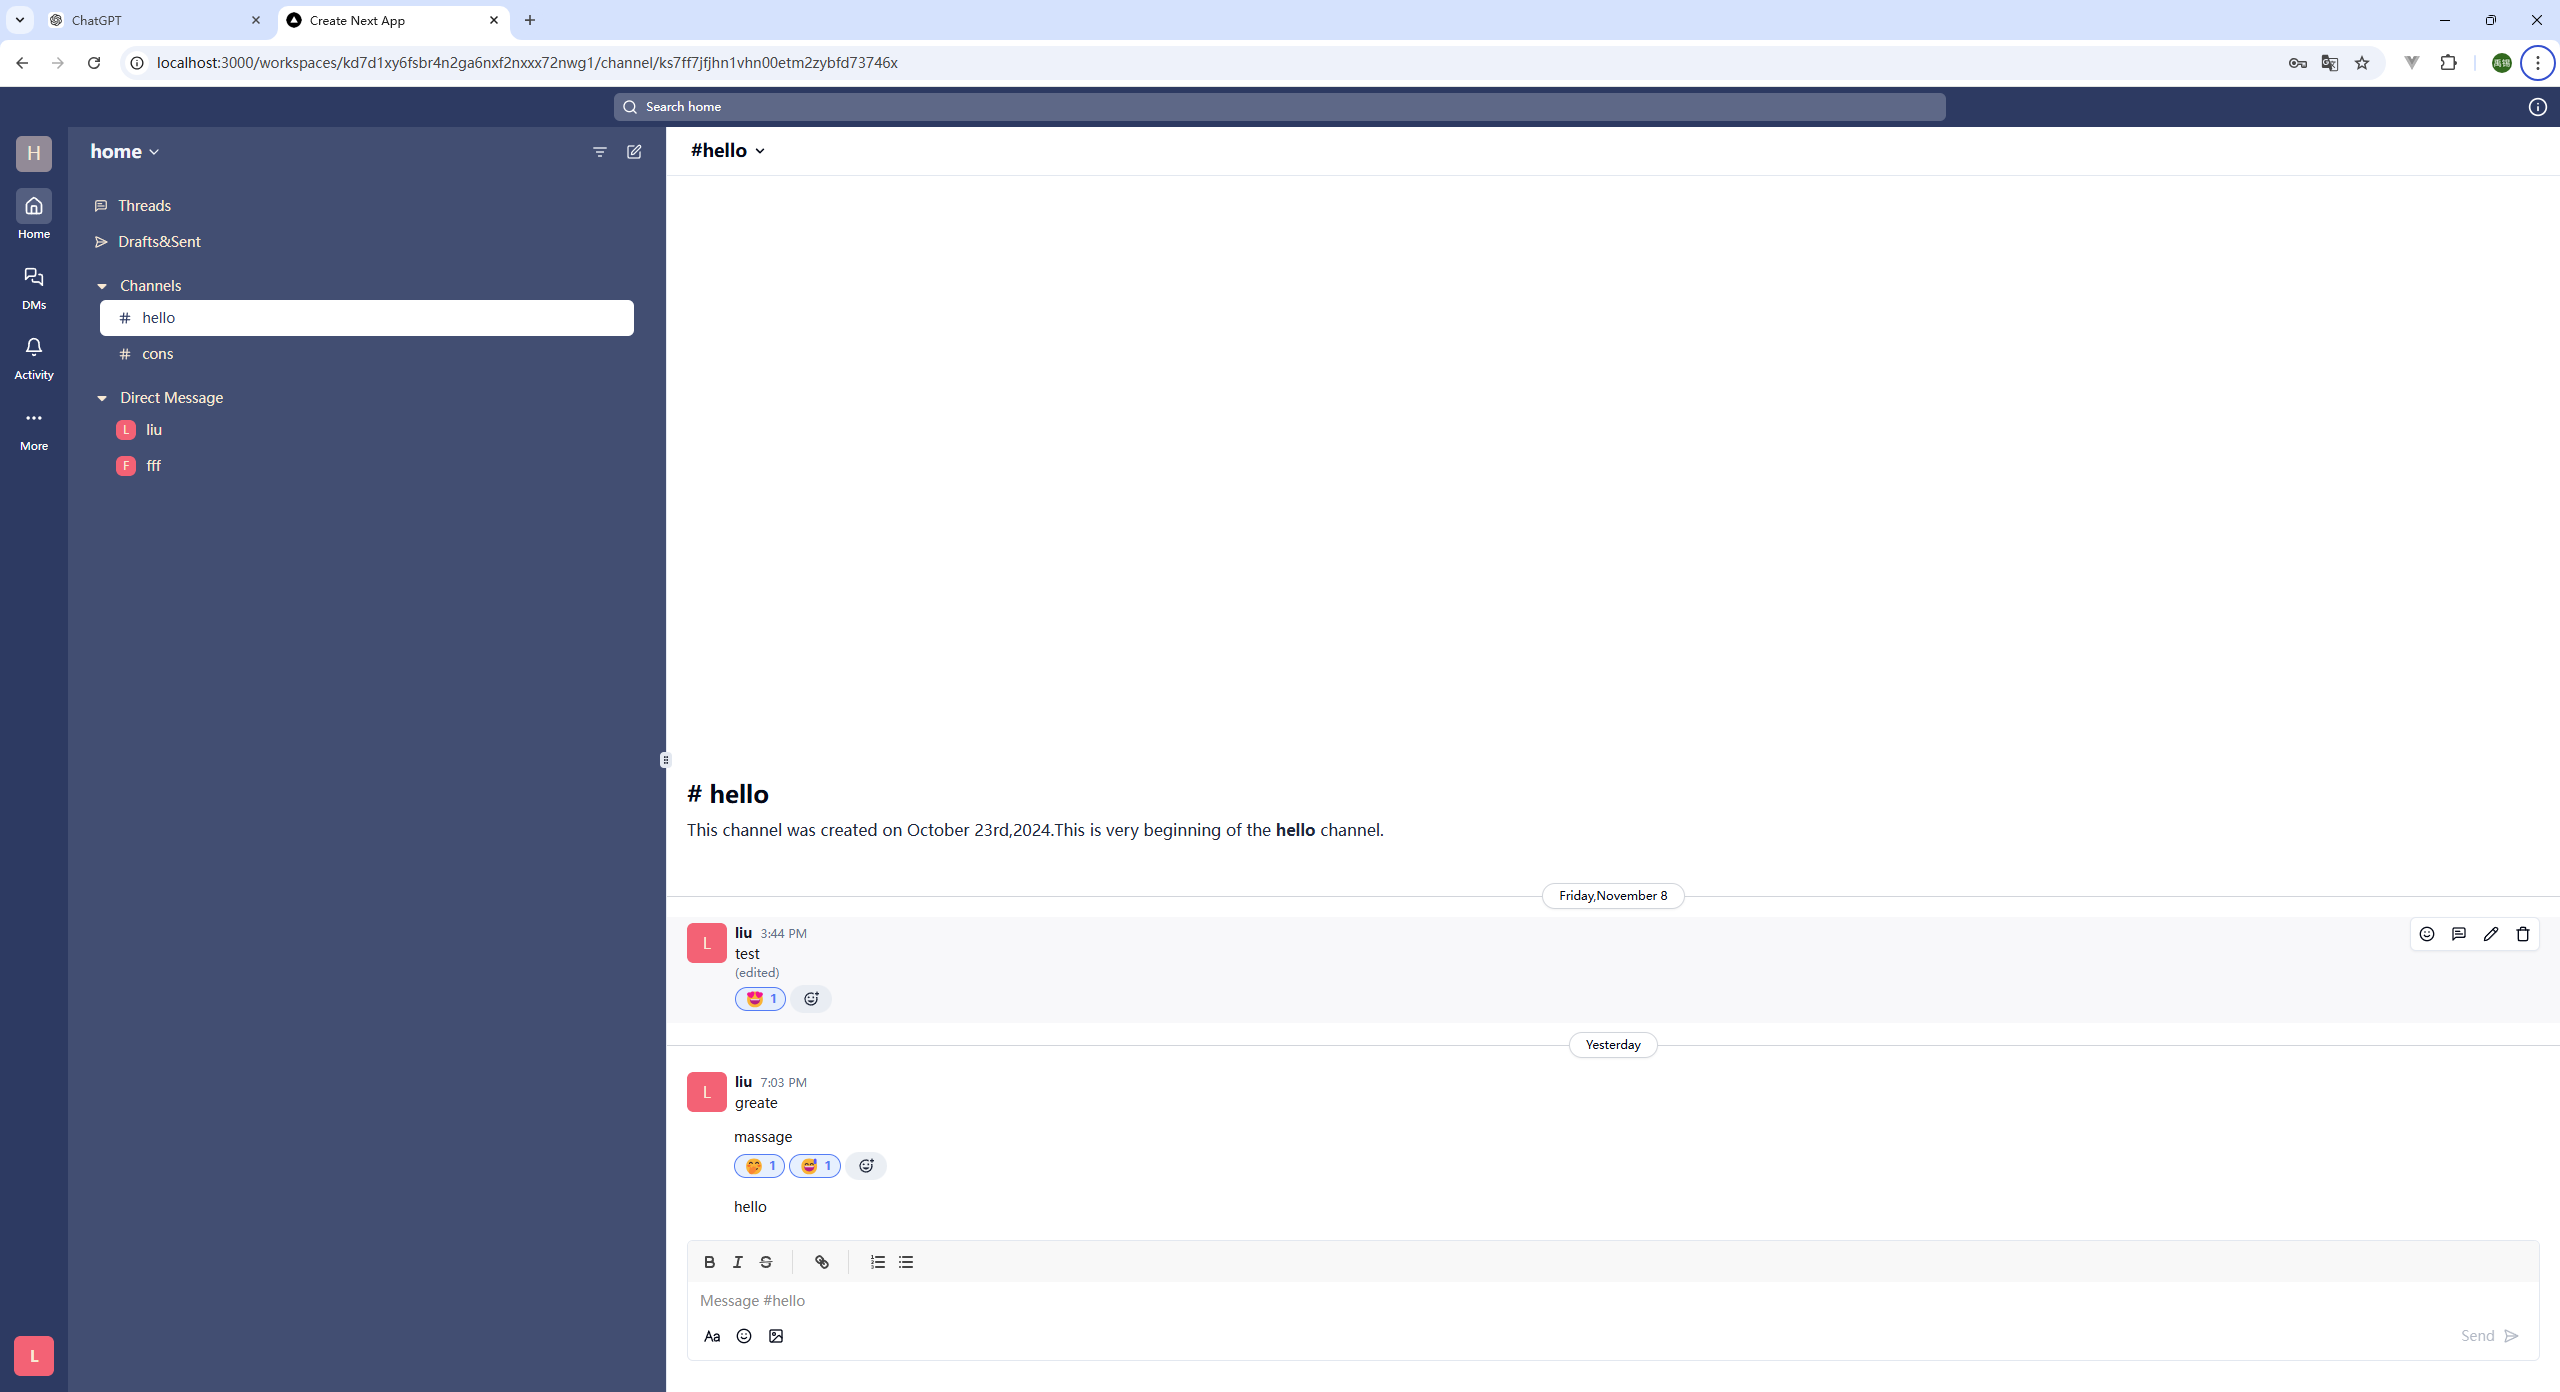 ChatGPT
Create Next App
localhost:3000/workspaces/kd7d1xy6fsbr4n2ga6nxf2nxxx72nwg1/channel/ks7ff7jfjhn1vhn00etm2zybfd73746x
Search home
H
home
#hello
Threads
Home
Drafts&Sent
Channels
DMs
# hello
# cons
Activity
Direct Message
L liu
More
F fff
# hello
This channel was created on October 23rd,2024.This is very beginning of the hello channel.
Friday,November 8
L
liu 3:44 PM
test
(edited)
😍 1
Yesterday
L
liu 7:03 PM
greate
massage
🤭 1 😅 1
hello
B I S
Message #hello
Aa
Send
L